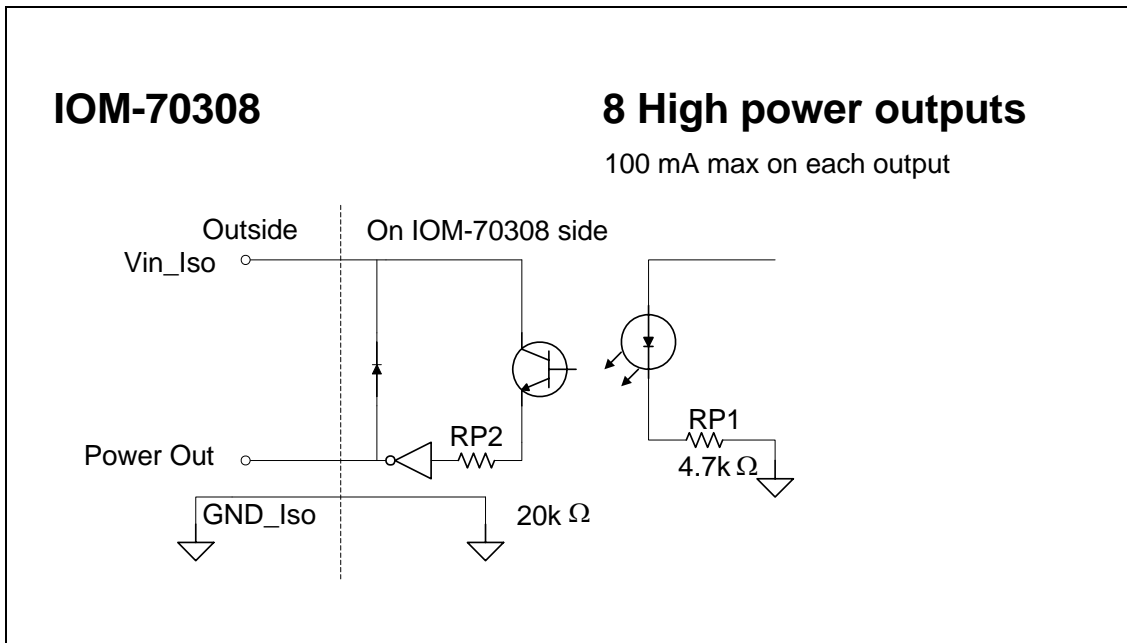 IOM-70308
8 High power outputs
100 mA max on each output
Outside
On IOM-70308 side
Vin_Iso
RP1
4.7k Ω
RP2
Power Out
GND_Iso
20k Ω